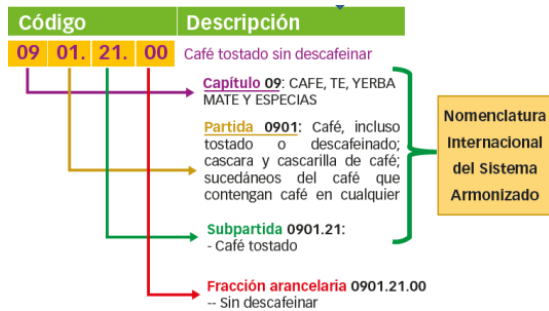 Código Descripción
09 01. 21. 00 Café tostado sin descafeinar
Capítulo 09: CAFE, TE, YERBA
MATE Y ESPECIAS
Partida 0901: Café, incluso
tostado o descafeinado;
cascara y cascarilla de café;
sucedáneos del café que
contengan café en cualquier
Nomenclatura
Internacional
del Sistema
Armonizado
Subpartida 0901.21:
- Café tostado
Fracción arancelaria 0901.21.00
-- Sin descafeinar